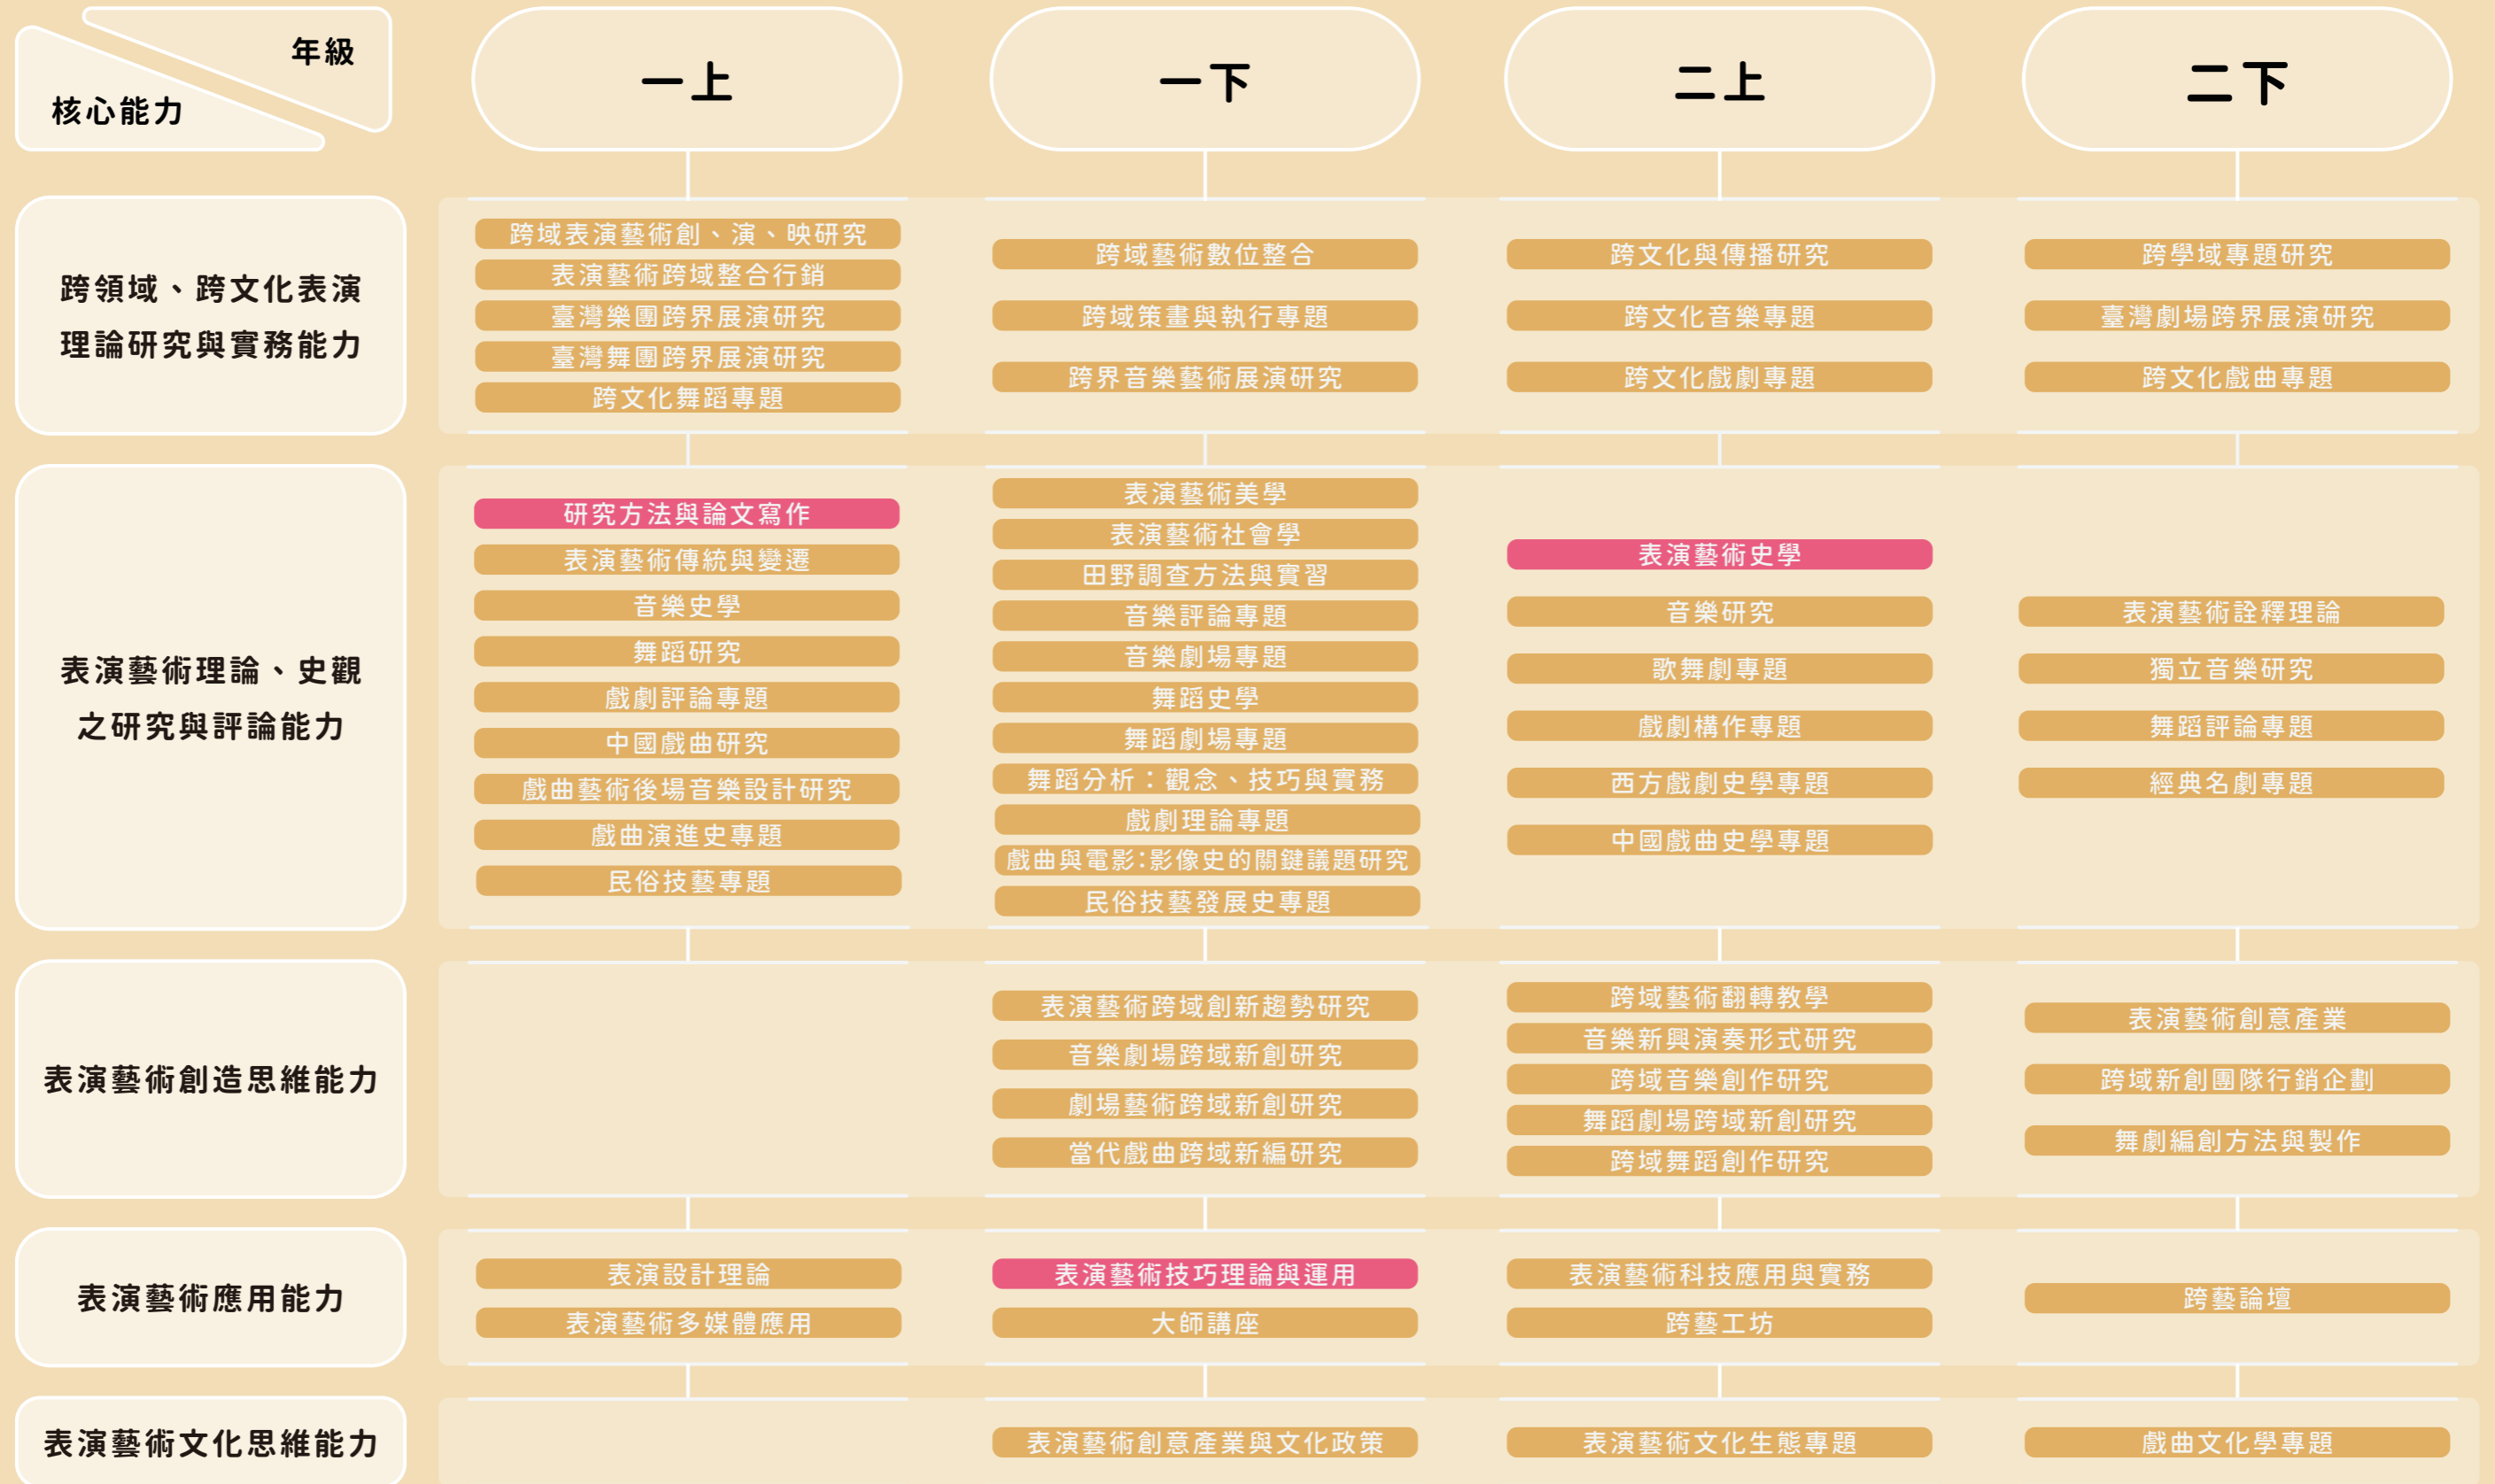 年級
核心能力
一上
一下
二上
二下
跨領域、跨文化表演
理論研究與實務能力
跨域表演藝術創、演、映研究
表演藝術跨域整合行銷
臺灣樂團跨界展演研究
臺灣舞團跨界展演研究
跨文化舞蹈專題
跨域藝術數位整合
跨域策畫與執行專題
跨界音樂藝術展演研究
跨文化與傳播研究
跨文化音樂專題
跨文化戲劇專題
跨學域專題研究
臺灣劇場跨界展演研究
跨文化戲曲專題
表演藝術理論、史觀
之研究與評論能力
研究方法與論文寫作
表演藝術傳統與變遷
音樂史學
舞蹈研究
戲劇評論專題
中國戲曲研究
戲曲藝術後場音樂設計研究
戲曲演進史專題
民俗技藝專題
表演藝術美學
表演藝術社會學
田野調查方法與實習
音樂評論專題
音樂劇場專題
舞蹈史學
舞蹈劇場專題
舞蹈分析：觀念、技巧與實務
戲劇理論專題
戲曲與電影:影像史的關鍵議題研究
民俗技藝發展史專題
表演藝術史學
音樂研究
歌舞劇專題
戲劇構作專題
西方戲劇史學專題
中國戲曲史學專題
表演藝術詮釋理論
獨立音樂研究
舞蹈評論專題
經典名劇專題
表演藝術創造思維能力
表演藝術跨域創新趨勢研究
音樂劇場跨域新創研究
劇場藝術跨域新創研究
當代戲曲跨域新編研究
跨域藝術翻轉教學
音樂新興演奏形式研究
跨域音樂創作研究
舞蹈劇場跨域新創研究
跨域舞蹈創作研究
表演藝術創意產業
跨域新創團隊行銷企劃
舞劇編創方法與製作
表演藝術應用能力
表演設計理論
表演藝術多媒體應用
表演藝術技巧理論與運用
大師講座
表演藝術科技應用與實務
跨藝工坊
跨藝論壇
表演藝術文化思維能力
表演藝術創意產業與文化政策
表演藝術文化生態專題
戲曲文化學專題